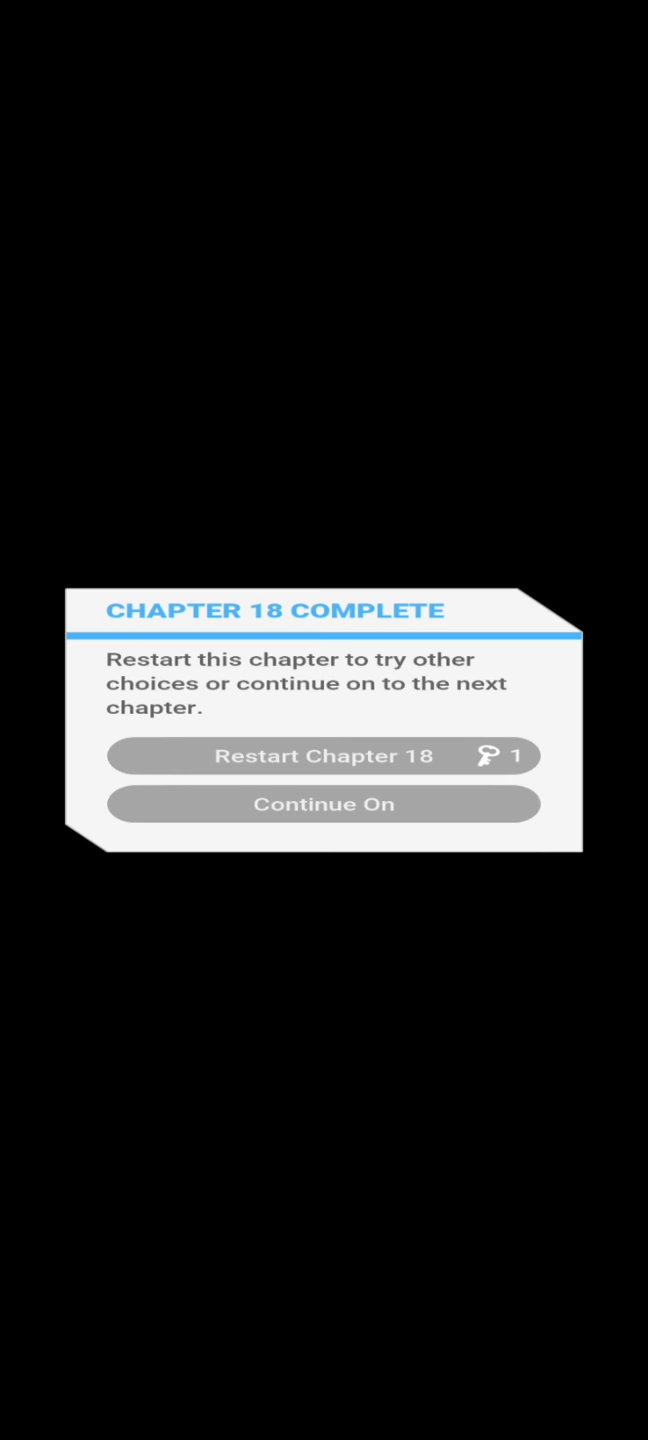 CHAPTER 18 COMPLETE
Restart this chapter to try other
choices or continue on to the next
chapter.
Restart Chapter 18 1
Continue On